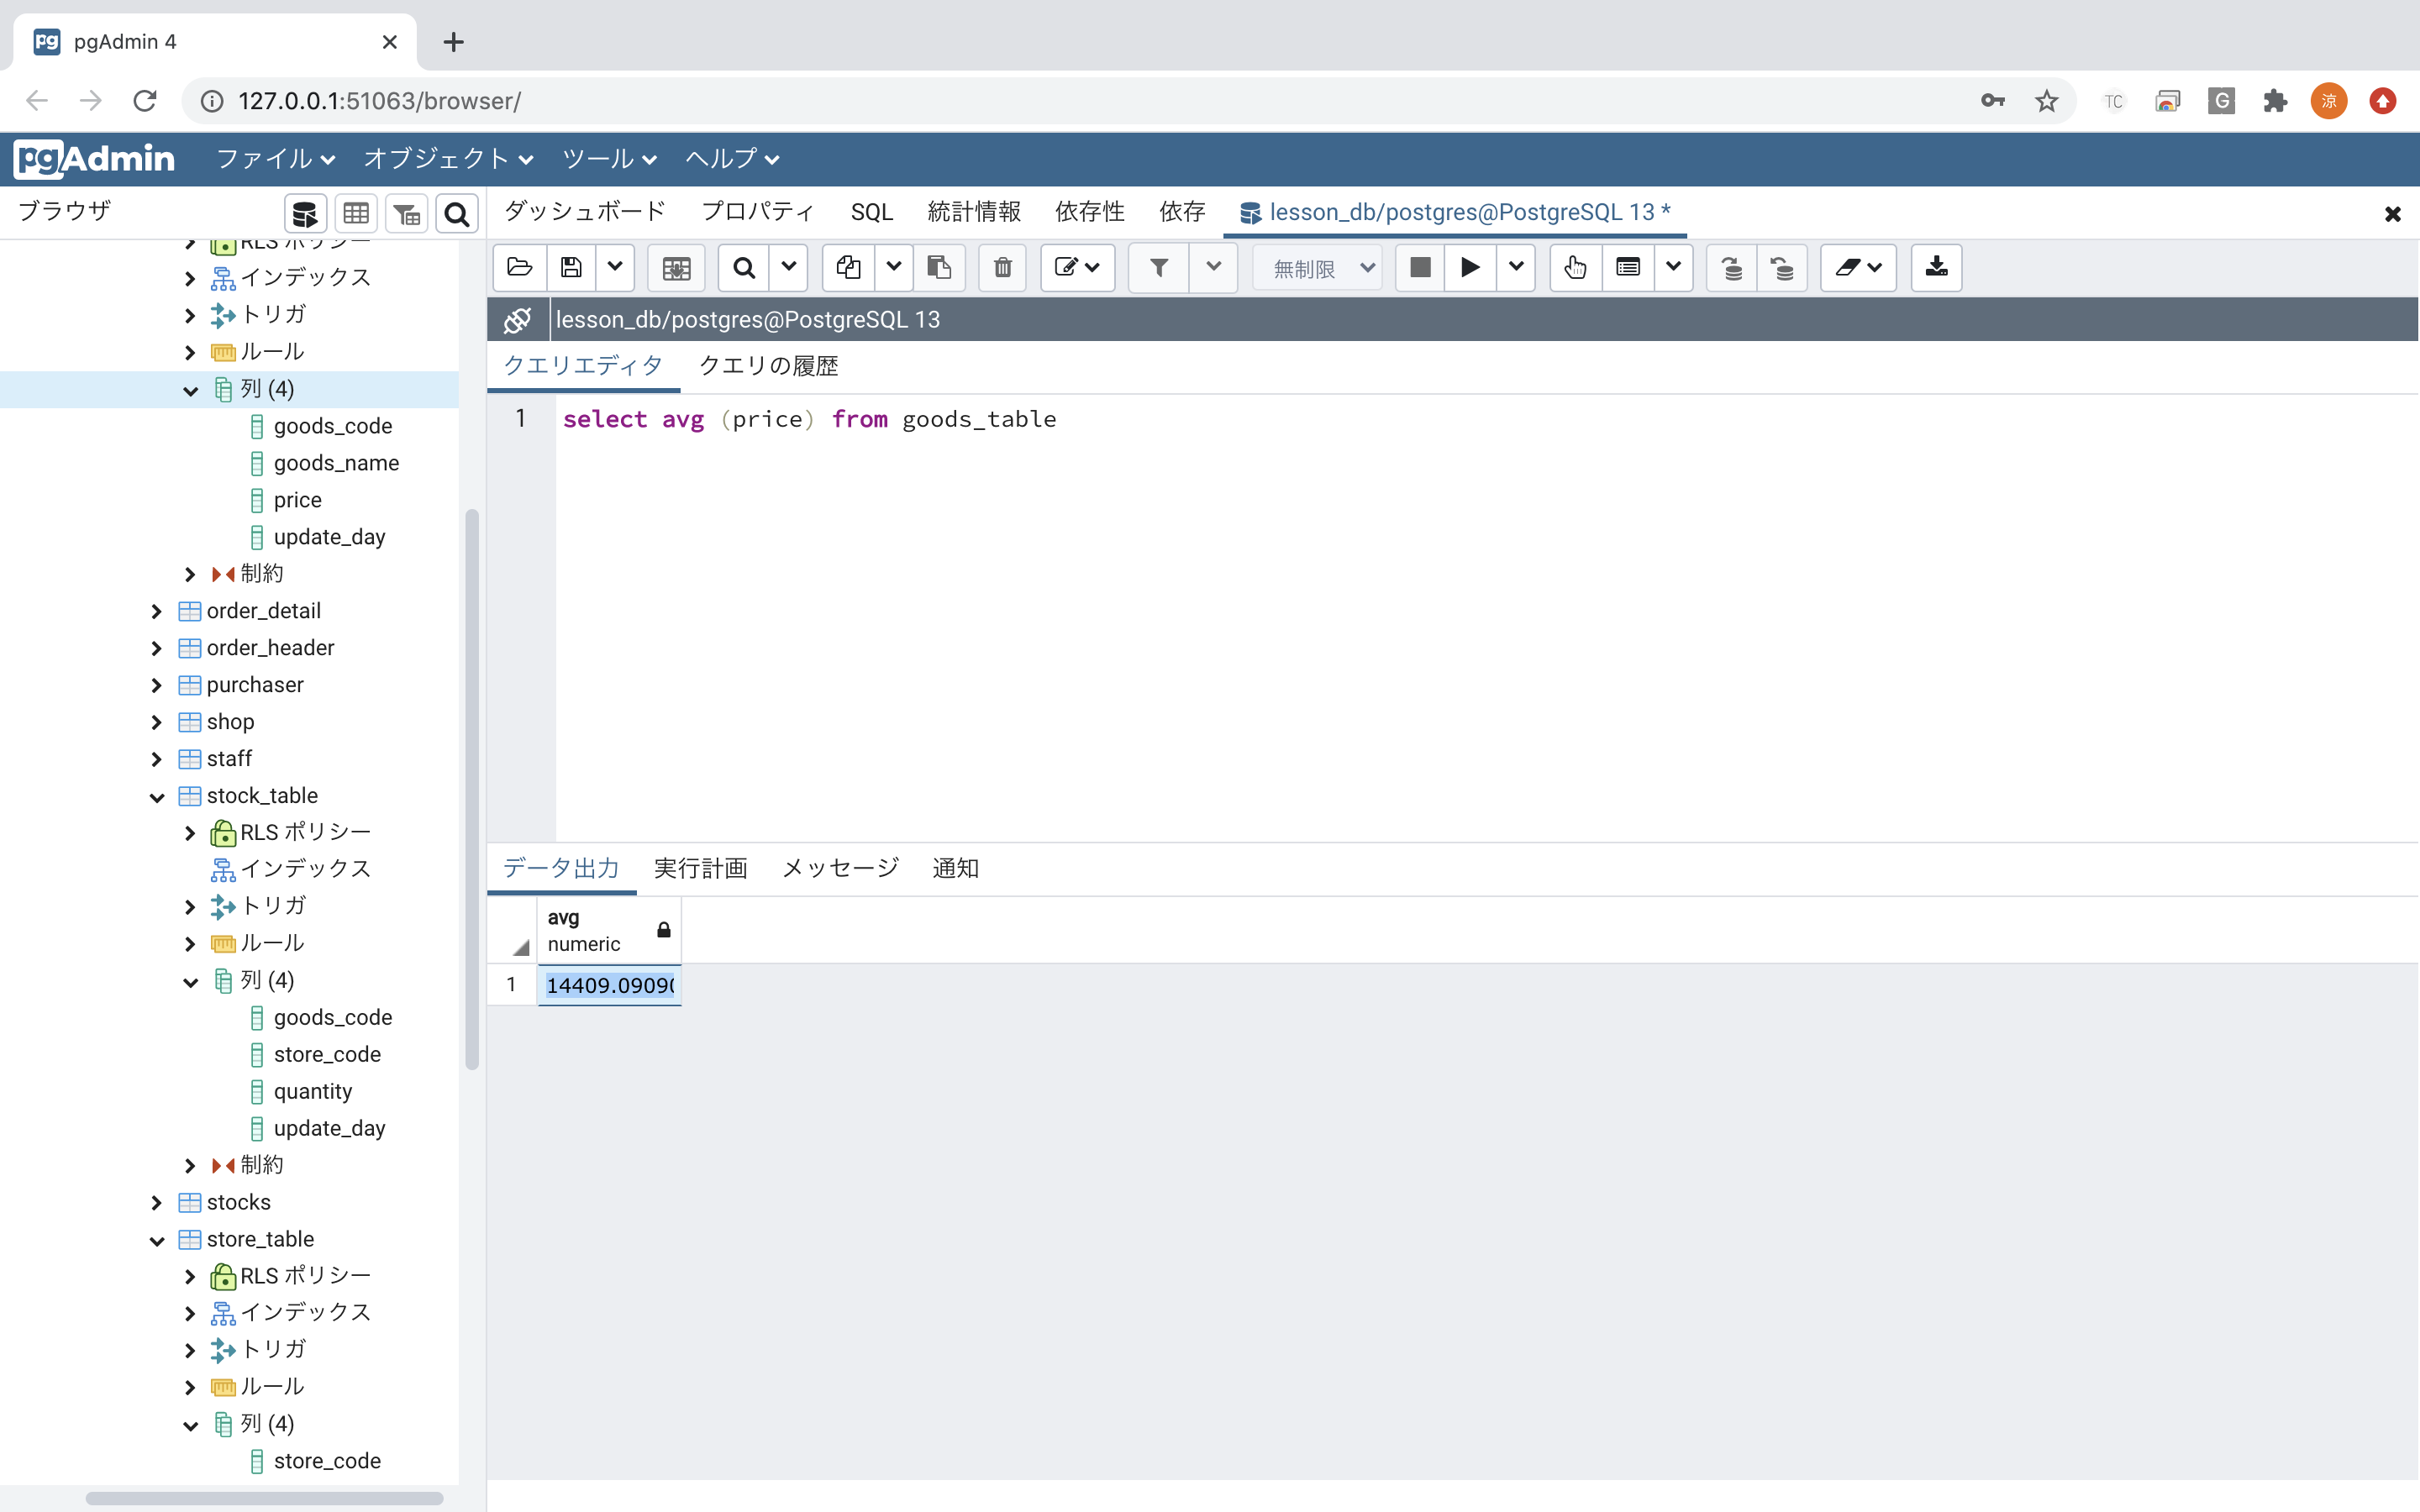 pgAdmin 4
127.0.0.1:51063/browser/
TC
G
涼
pgAdmin ファイル オブジェクト ツール ヘルプ
ブラウザ
ダッシュボード プロパティ SQL 統計情報 依存性 依存 lesson_db/postgres@PostgreSQL 13 *
無制限
lesson_db/postgres@PostgreSQL 13
クエリエディタ クエリの履歴
1 select avg (price) from goods_table
データ出力 実行計画 メッセージ 通知
avg
numeric
1 14409.0909
RLS ポリシー
インデックス
トリガ
ルール
列 (4)
goods_code
goods_name
price
update_day
制約
order_detail
order_header
purchaser
shop
staff
stock_table
RLS ポリシー
インデックス
トリガ
ルール
列 (4)
goods_code
store_code
quantity
update_day
制約
stocks
store_table
RLS ポリシー
インデックス
トリガ
ルール
列 (4)
store_code